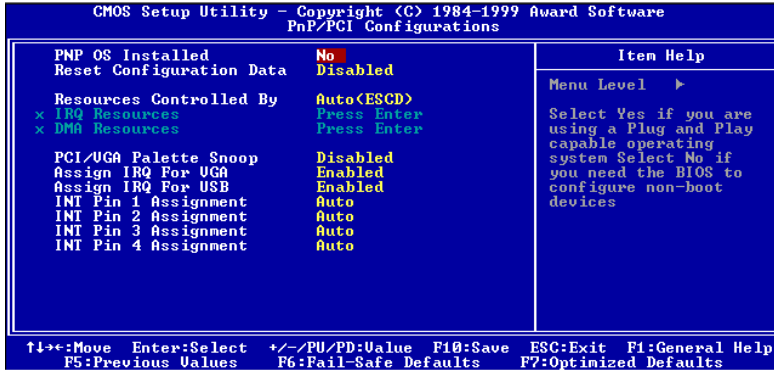 CMOS Setup Utility - Copyright (C) 1984-1999 Award Software
PnP/PCI Configurations
PNP OS Installed No
Reset Configuration Data Disabled
Resources Controlled By Auto(ESCD)
x IRQ Resources Press Enter
x DMA Resources Press Enter
PCI/VGA Palette Snoop Disabled
Assign IRQ For VGA Enabled
Assign IRQ For USB Enabled
INT Pin 1 Assignment Auto
INT Pin 2 Assignment Auto
INT Pin 3 Assignment Auto
INT Pin 4 Assignment Auto
Item Help
Menu Level ►
Select Yes if you are
using a Plug and Play
capable operating
system Select No if
you need the BIOS to
configure non-boot
devices
↑↓→←:Move Enter:Select +/-/PU/PD:Value F10:Save ESC:Exit F1:General Help
F5:Previous Values F6:Fail-Safe Defaults F7:Optimized Defaults